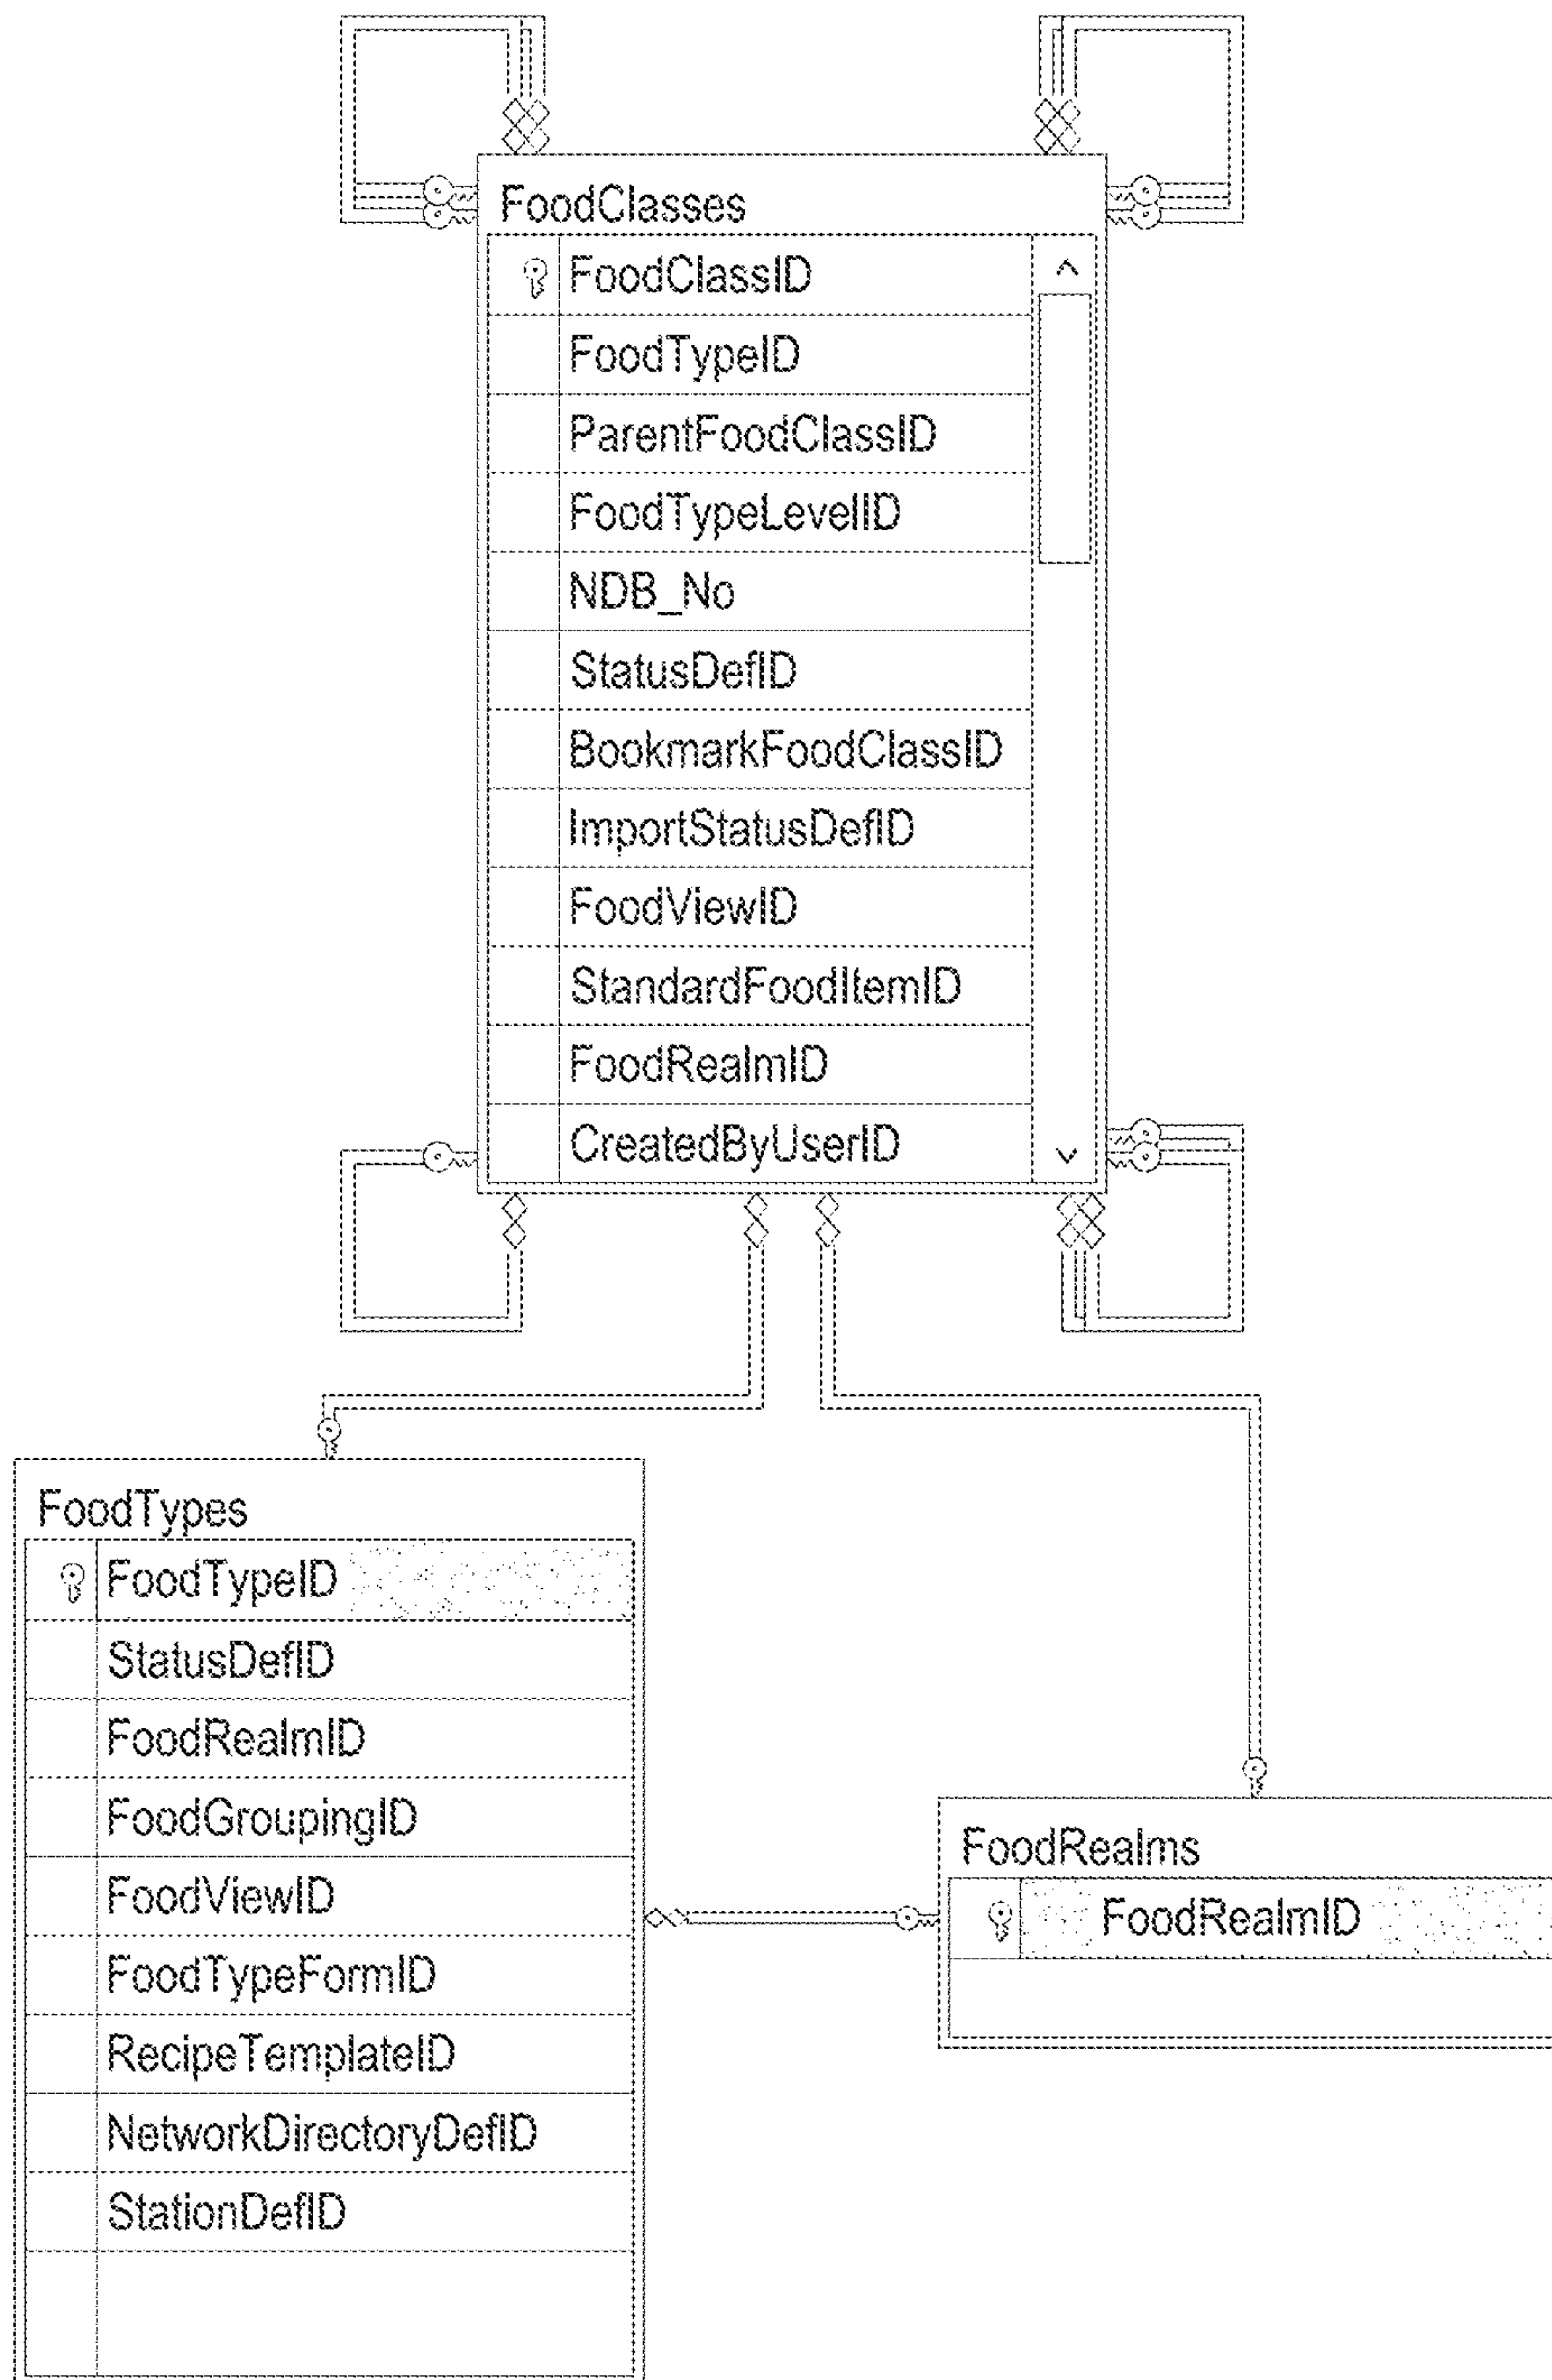 FoodClasses
FoodClassID
FoodTypeID
ParentFoodClassID
FoodTypeLevelID
NDB_No
StatusDefID
BookmarkFoodClassID
ImportStatusDefID
FoodViewID
StandardFoodItemID
FoodRealmID
CreatedByUserID
FoodTypes
FoodTypeID
StatusDefID
FoodRealmID
FoodGroupingID
FoodViewID
FoodTypeFormID
RecipeTemplateID
NetworkDirectoryDefID
StationDefID
FoodRealms
FoodRealmID